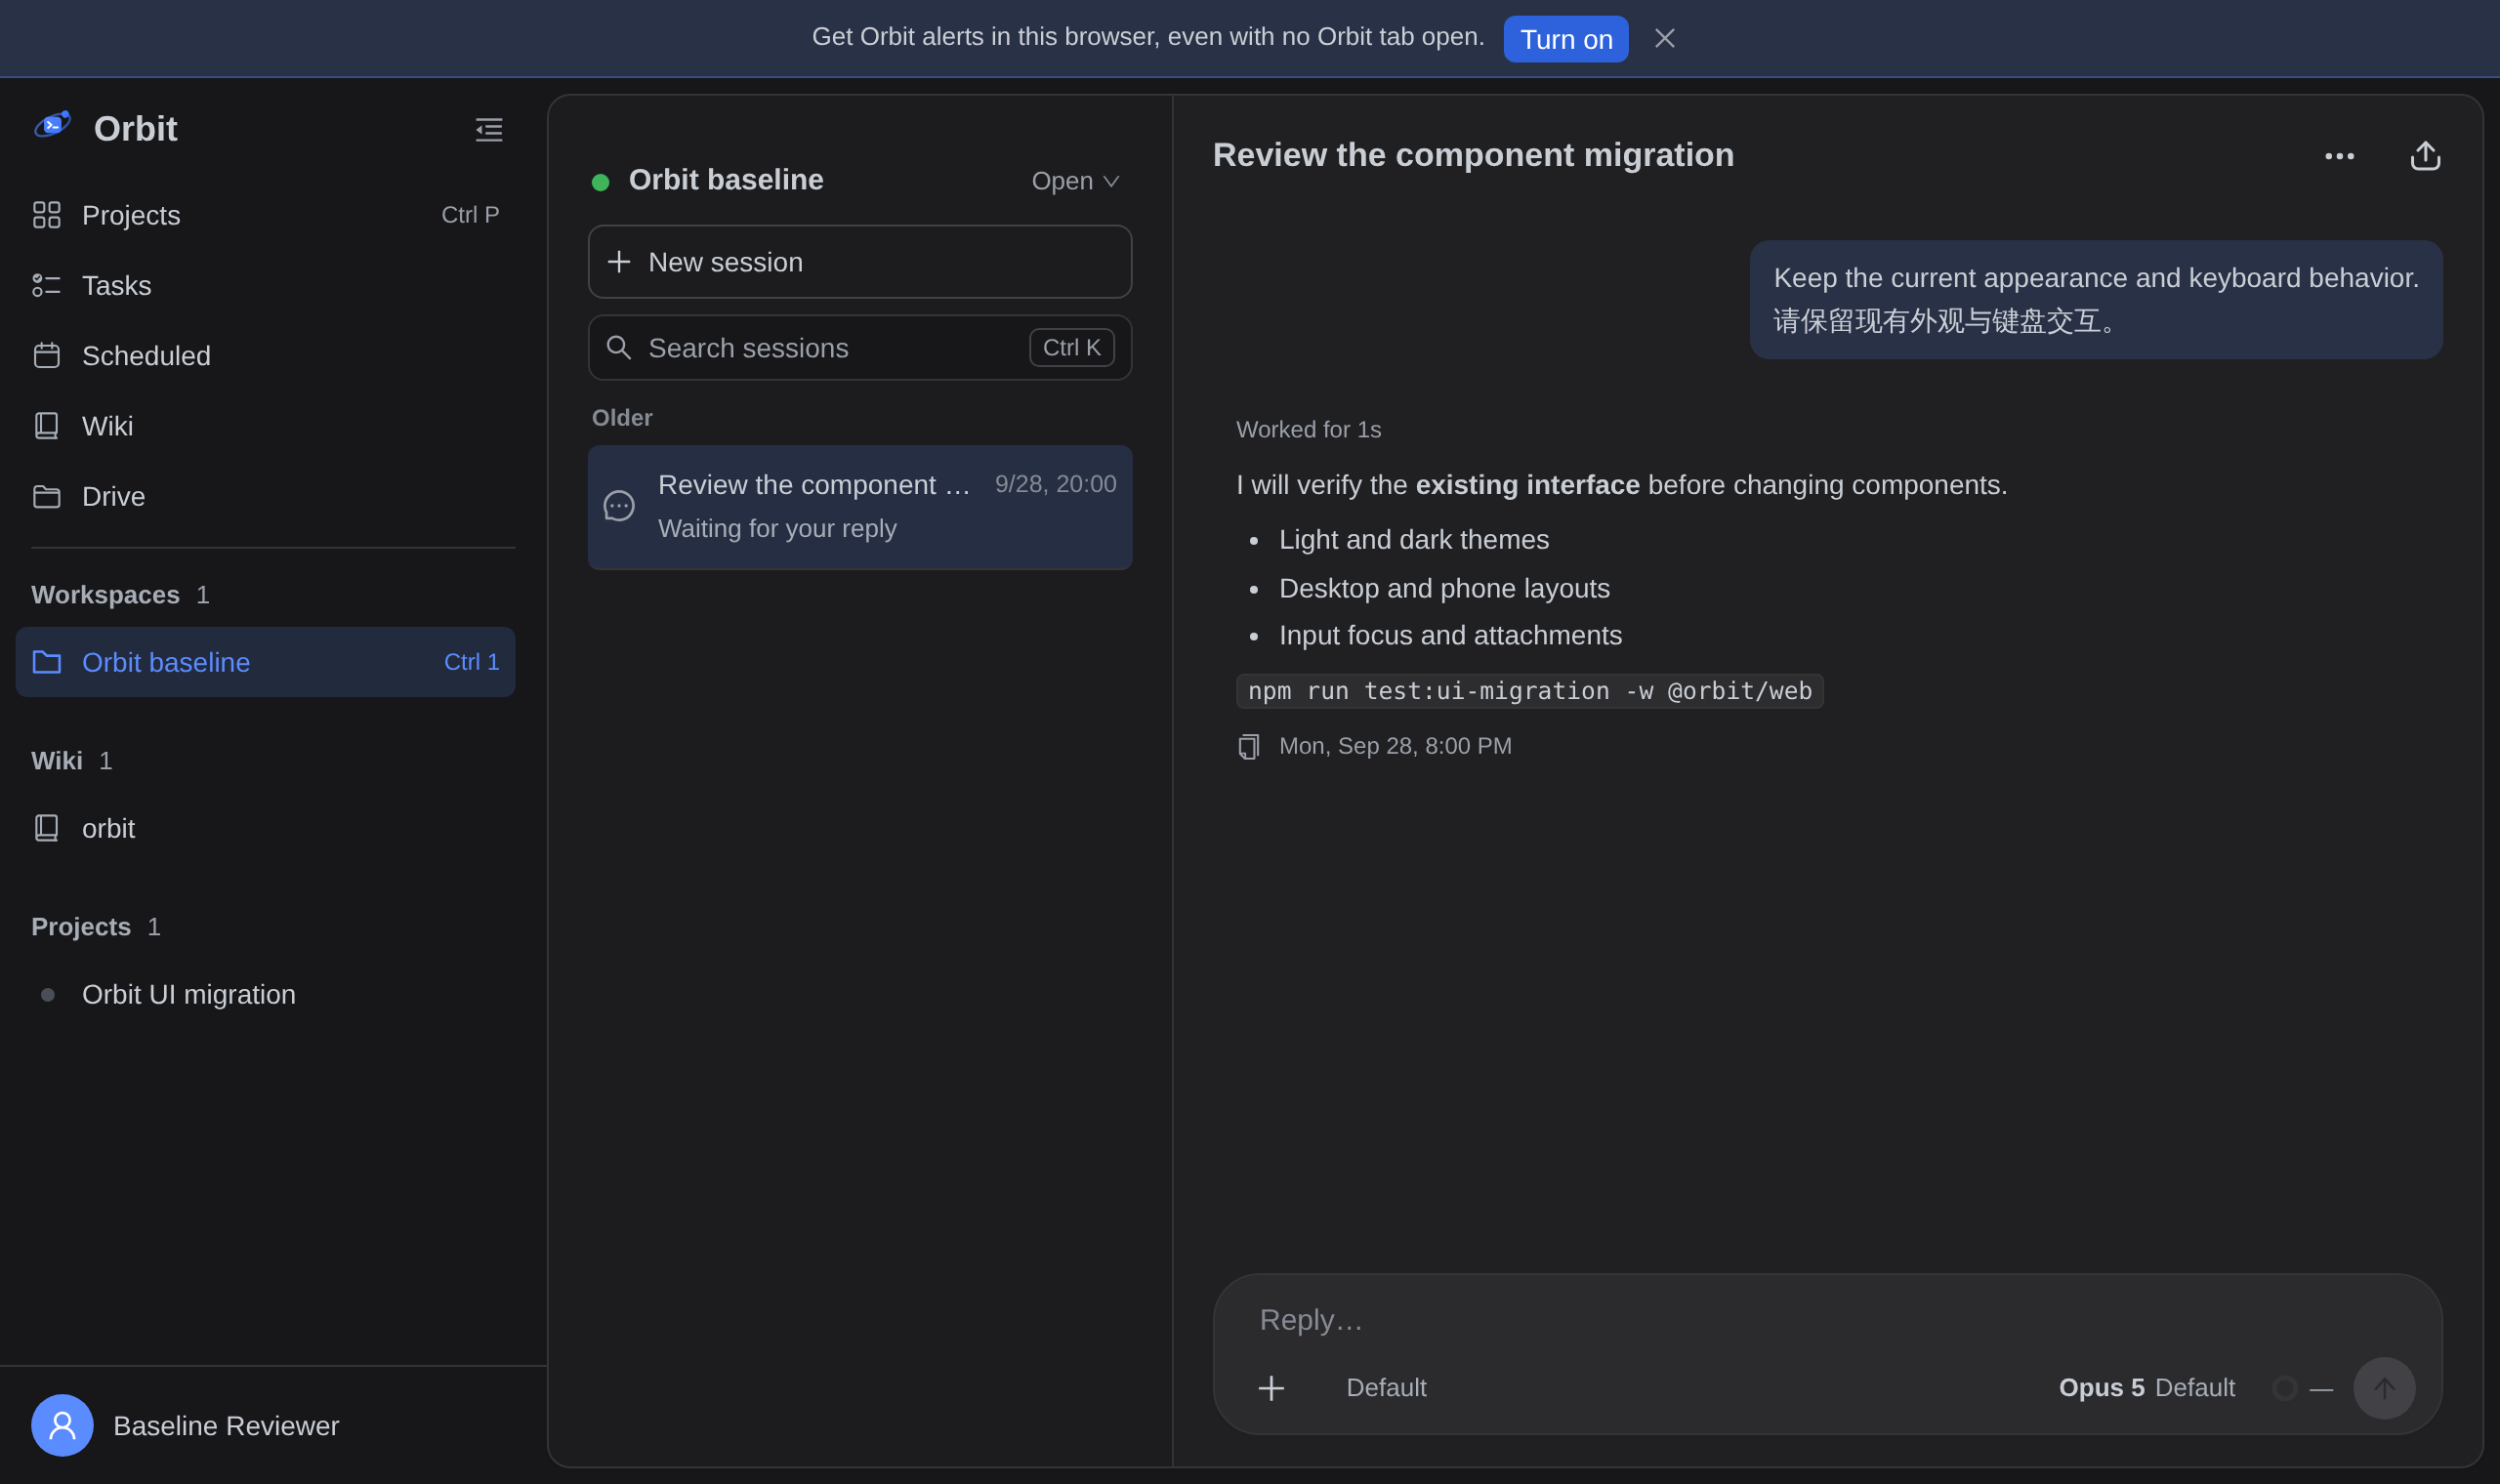 Get Orbit alerts in this browser, even with no Orbit tab open. Turn on
Orbit
Projects Ctrl P
Tasks
Scheduled
Wiki
Drive
Workspaces 1
Orbit baseline Ctrl 1
Wiki 1
orbit
Projects 1
Orbit UI migration
Baseline Reviewer
Orbit baseline Open
New session
Search sessions Ctrl K
Older
Review the component … 9/28, 20:00
Waiting for your reply
Review the component migration
Keep the current appearance and keyboard behavior.
请保留现有外观与键盘交互。
Worked for 1s
I will verify the existing interface before changing components.
• Light and dark themes
• Desktop and phone layouts
• Input focus and attachments
npm run test:ui-migration -w @orbit/web
Mon, Sep 28, 8:00 PM
Reply…
Default Opus 5 Default —